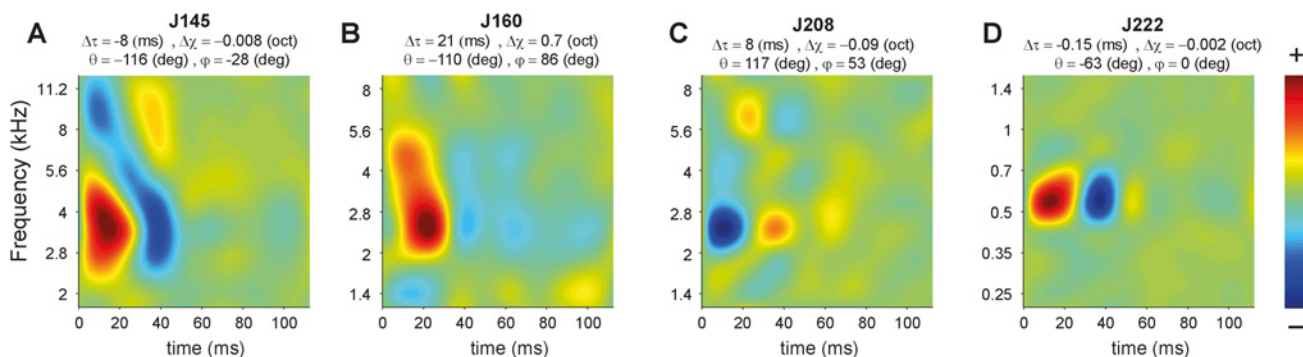 A
J145
Δτ = -8 (ms) , Δχ = −0.008 (oct)
θ = −116 (deg) , φ = -28 (deg)
Frequency (kHz)
11.2
8
5.6
4
2.8
2
0 20 40 60 80 100
time (ms)
B
J160
Δτ = 21 (ms) , Δχ = 0.7 (oct)
θ = −110 (deg) , φ = 86 (deg)
8
5.6
4
2.8
2
1.4
0 20 40 60 80 100
time (ms)
C
J208
Δτ = 8 (ms) , Δχ = −0.09 (oct)
θ = 117 (deg) , φ = 53 (deg)
8
5.6
4
2.8
2
1.4
0 20 40 60 80 100
time (ms)
D
J222
Δτ = -0.15 (ms) , Δχ = −0.002 (oct)
θ = -63 (deg) , φ = 0 (deg)
1.4
1
0.7
0.5
0.35
0.25
0 20 40 60 80 100
time (ms)
+
−